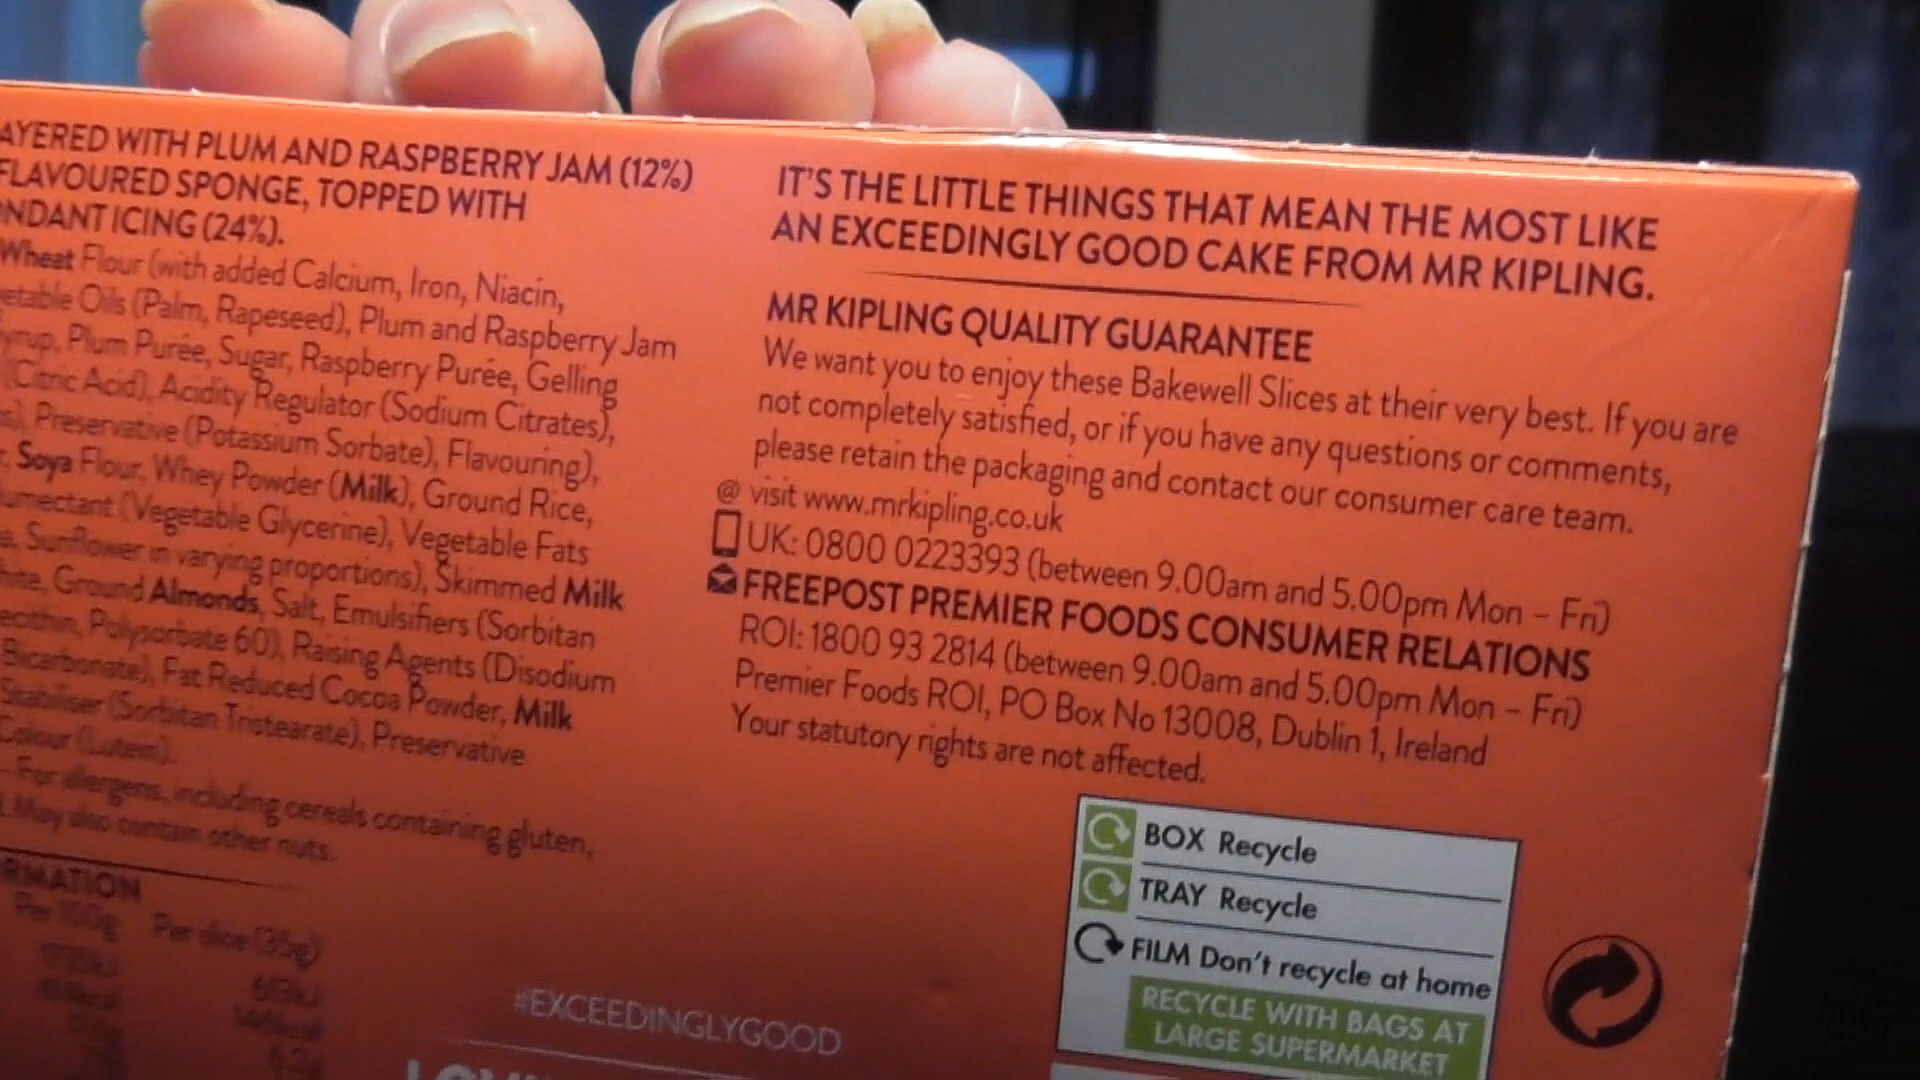 AYERED WITH PLUM AND RASPBERRY JAM (12%)
FLAVOURED SPONGE, TOPPED WITH
NDANT ICING (24%).
Wheat Flour (with added Calcium, Iron, Niacin,
etable Oils (Palm, Rapeseed), Plum and Raspberry Jam
yrup, Plum Purée, Sugar, Raspberry Purée, Gelling
(Citric Acid), Acidity Regulator (Sodium Citrates),
Preservative (Potassium Sorbate), Flavouring),
Soya Flour, Whey Powder (Milk), Ground Rice,
umectant (Vegetable Glycerine), Vegetable Fats
Sunflower in varying proportions), Skimmed Milk
hite, Ground Almonds, Salt, Emulsifiers (Sorbitan
ecithin, Polysorbate 60), Raising Agents (Disodium
Bicarbonate), Fat Reduced Cocoa Powder, Milk
Stabiliser (Sorbitan Tristearate), Preservative
Colour (Lutein).
For allergens, including cereals containing gluten,
May also contain other nuts.
RMATION
Per 100g Per slice (35g)
IT'S THE LITTLE THINGS THAT MEAN THE MOST LIKE
AN EXCEEDINGLY GOOD CAKE FROM MR KIPLING.
MR KIPLING QUALITY GUARANTEE
We want you to enjoy these Bakewell Slices at their very best. If you are
not completely satisfied, or if you have any questions or comments,
please retain the packaging and contact our consumer care team.
@ visit www.mrkipling.co.uk
UK: 0800 0223393 (between 9.00am and 5.00pm Mon – Fri)
FREEPOST PREMIER FOODS CONSUMER RELATIONS
ROI: 1800 93 2814 (between 9.00am and 5.00pm Mon – Fri)
Premier Foods ROI, PO Box No 13008, Dublin 1, Ireland
Your statutory rights are not affected.
BOX Recycle
TRAY Recycle
FILM Don't recycle at home
RECYCLE WITH BAGS AT
LARGE SUPERMARKET
#EXCEEDINGLYGOOD